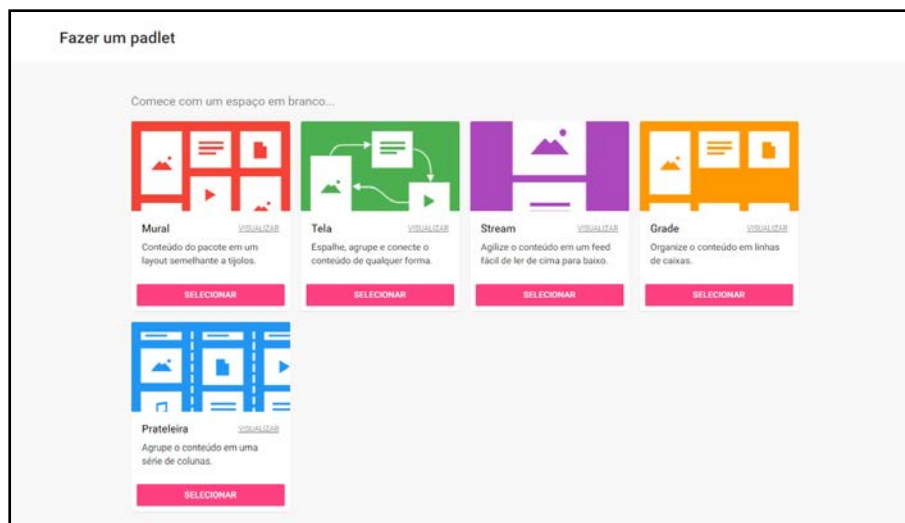 Fazer um padlet
Comece com um espaço em branco...
Mural VISUALIZAR
Conteúdo do pacote em um
layout semelhante a tijolos.
SELECIONAR
Tela VISUALIZAR
Espalhe, agrupe e conecte o
conteúdo de qualquer forma.
SELECIONAR
Stream VISUALIZAR
Agilize o conteúdo em um feed
fácil de ler de cima para baixo.
SELECIONAR
Grade VISUALIZAR
Organize o conteúdo em linhas
de caixas.
SELECIONAR
Prateleira VISUALIZAR
Agrupe o conteúdo em uma
série de colunas.
SELECIONAR